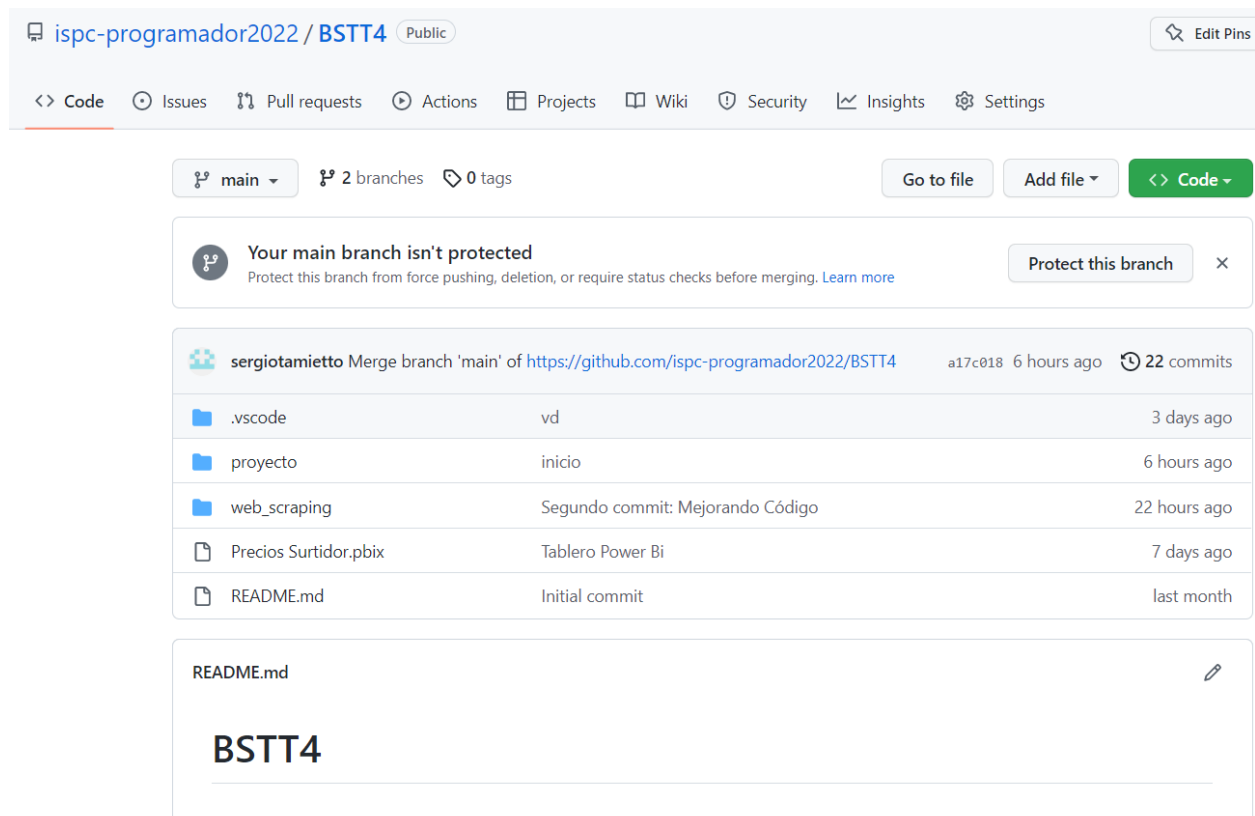 ispc-programador2022 / BSTT4 Public Edit Pins
<> Code Issues Pull requests Actions Projects Wiki Security Insights Settings
main 2 branches 0 tags Go to file Add file <> Code
Your main branch isn't protected
Protect this branch from force pushing, deletion, or require status checks before merging. Learn more
Protect this branch
sergiotamietto Merge branch 'main' of https://github.com/ispc-programador2022/BSTT4 a17c018 6 hours ago 22 commits
.vscode vd 3 days ago
proyecto inicio 6 hours ago
web_scraping Segundo commit: Mejorando Código 22 hours ago
Precios Surtidor.pbix Tablero Power Bi 7 days ago
README.md Initial commit last month
README.md
BSTT4